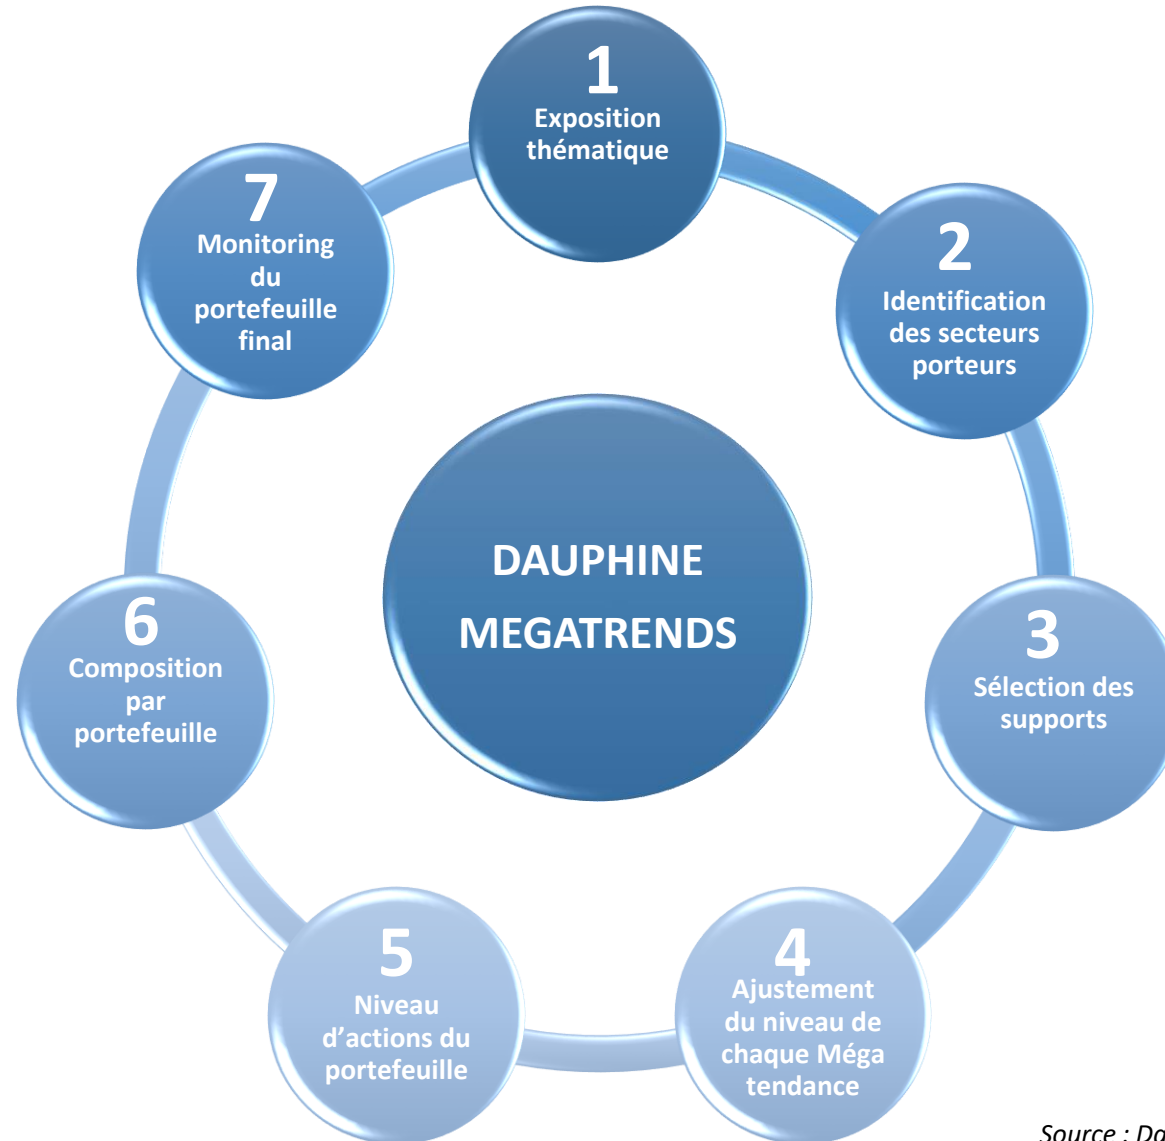 1
Exposition
thématique
2
Identification
des secteurs
porteurs
3
Sélection des
supports
4
Ajustement
du niveau de
chaque Méga
tendance
5
Niveau
d’actions du
portefeuille
6
Composition
par
portefeuille
7
Monitoring
du
portefeuille
final
DAUPHINE
MEGATRENDS
Source :